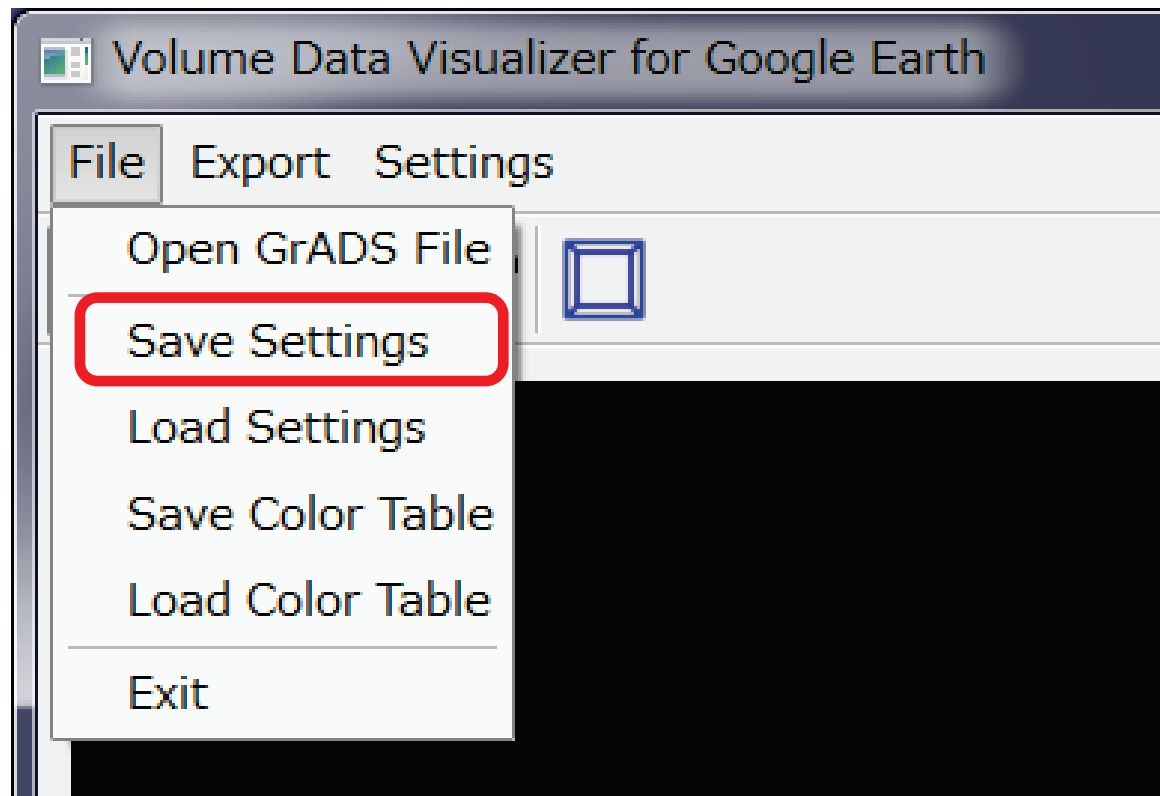 Volume Data Visualizer for Google Earth
File Export Settings
Open GrADS File
Save Settings
Load Settings
Save Color Table
Load Color Table
Exit